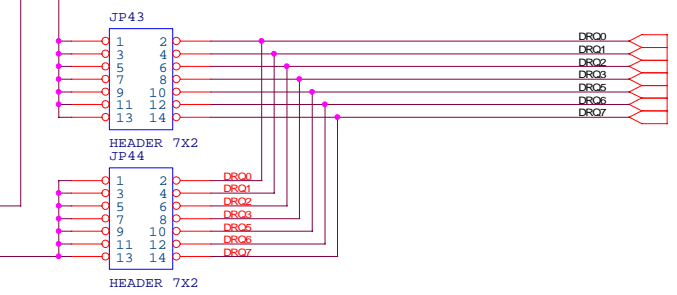 JP43
1 2 DRQ0
3 4 DRQ1
5 6 DRQ2
7 8 DRQ3
9 10 DRQ5
11 12 DRQ6
13 14 DRQ7
HEADER 7X2
JP44
1 2 DRQ0
3 4 DRQ1
5 6 DRQ2
7 8 DRQ3
9 10 DRQ5
11 12 DRQ6
13 14 DRQ7
HEADER 7X2